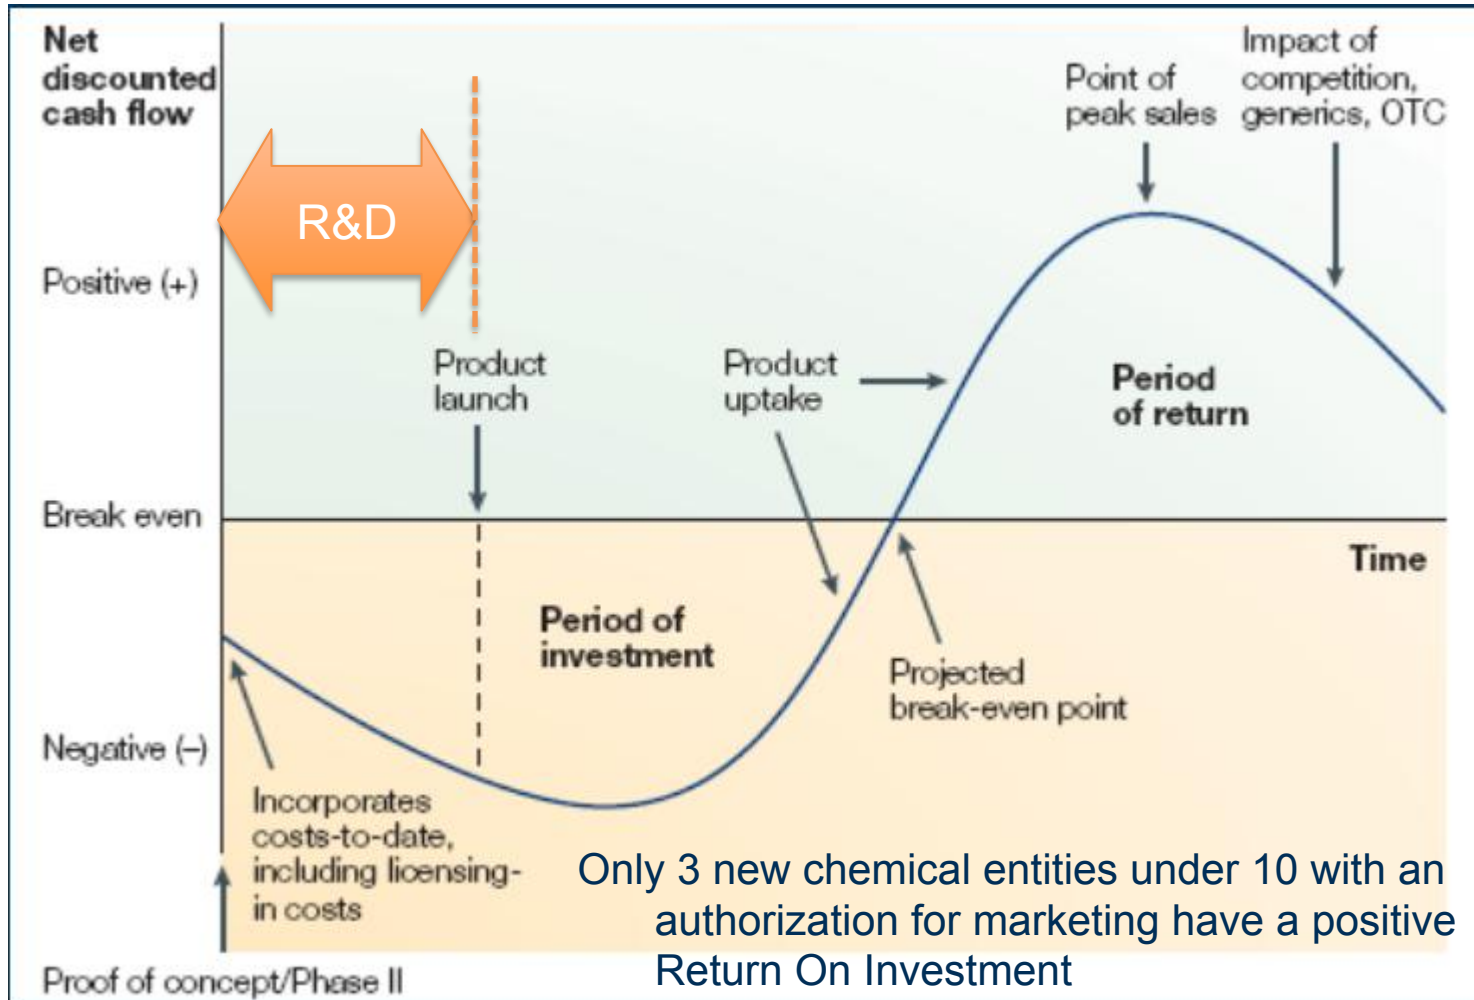 Net
discounted
cash flow
Point of
peak sales
Impact of
competition,
generics, OTC
R&D
Positive (+)
Product
launch
Product
uptake
Period
of return
Break even
Time
Period of
investment
Projected
break-even point
Negative (–)
Incorporates
costs-to-date,
including licensing-
in costs
Only 3 new chemical entities under 10 with an
authorization for marketing have a positive
Return On Investment
Proof of concept/Phase II